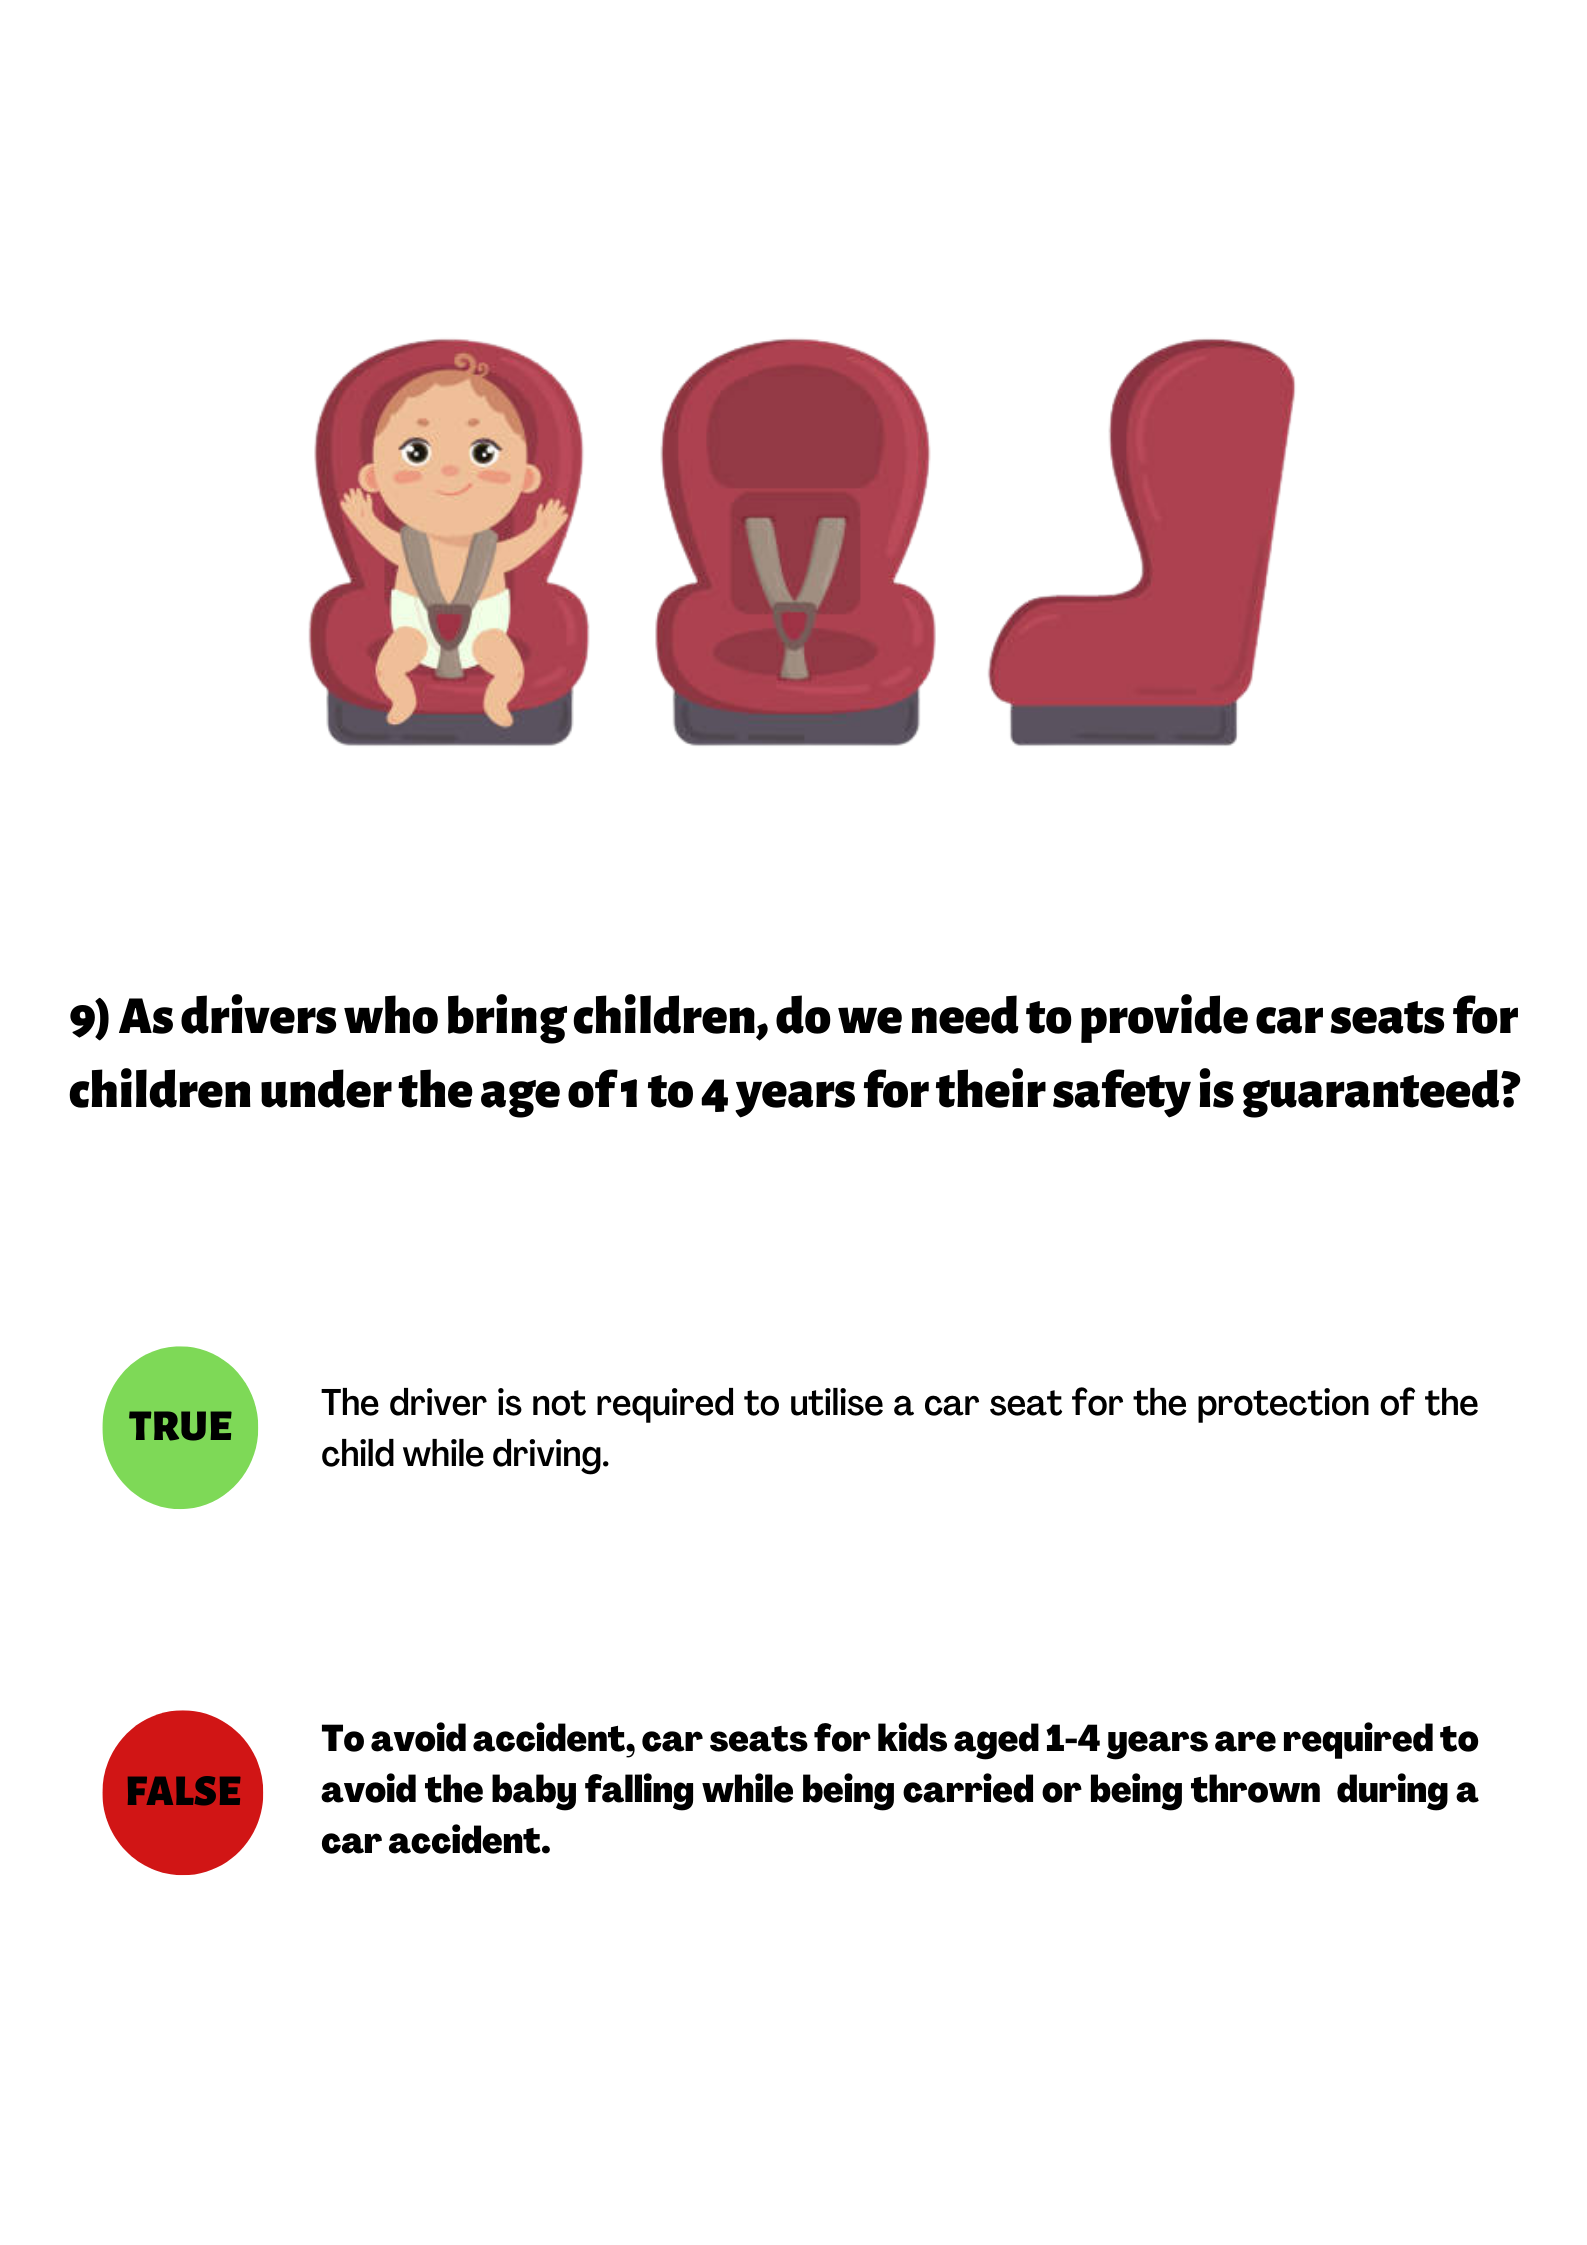 9) As drivers who bring children, do we need to provide car seats for
children under the age of 1 to 4 years for their safety is guaranteed?
TRUE
The driver is not required to utilise a car seat for the protection of the
child while driving.
FALSE
To avoid accident, car seats for kids aged 1-4 years are required to
avoid the baby falling while being carried or being thrown during a
car accident.